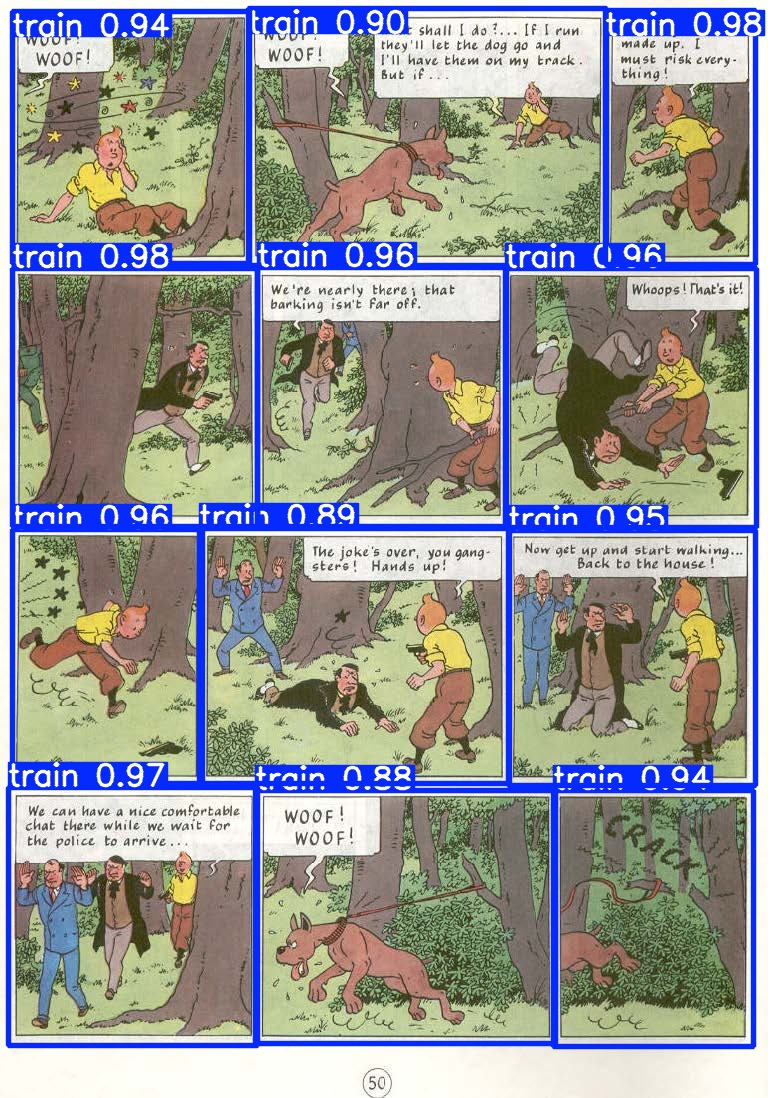 train 0.94
WOOF!
WOOF!
train 0.90
WOOF!
shall I do?... If I run
they'll let the dog go and
I'll have them on my track.
But if...
train 0.98
made up. I
must risk every-
thing!
train 0.98
train 0.96
We're nearly there; that
barking isn't far off.
train 0.96
Whoops! That's it!
train 0.96
train 0.89
The joke's over, you gang-
sters! Hands up!
train 0.95
Now get up and start walking...
Back to the house!
train 0.97
We can have a nice comfortable
chat there while we wait for
the police to arrive...
train 0.88
WOOF!
WOOF!
train 0.94
CRACK
50